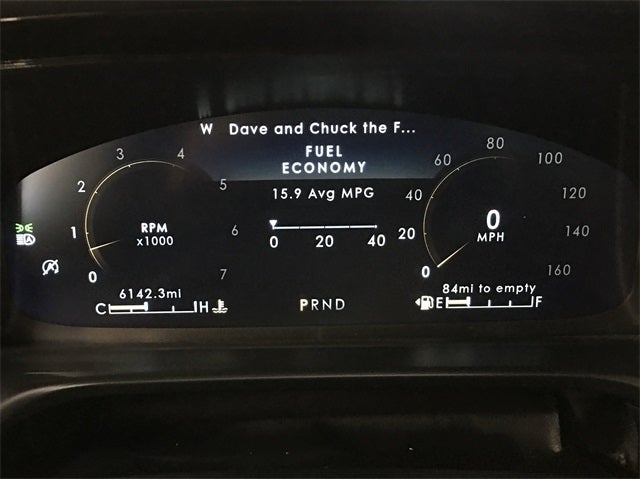 W Dave and Chuck the F...
FUEL
ECONOMY
15.9 Avg MPG
0 20 40
0 1 2 3 4 5 6 7
RPM
x1000
0 20 40 60 80 100 120 140 160
0
MPH
6142.3mi
C H
PRND
84mi to empty
E F